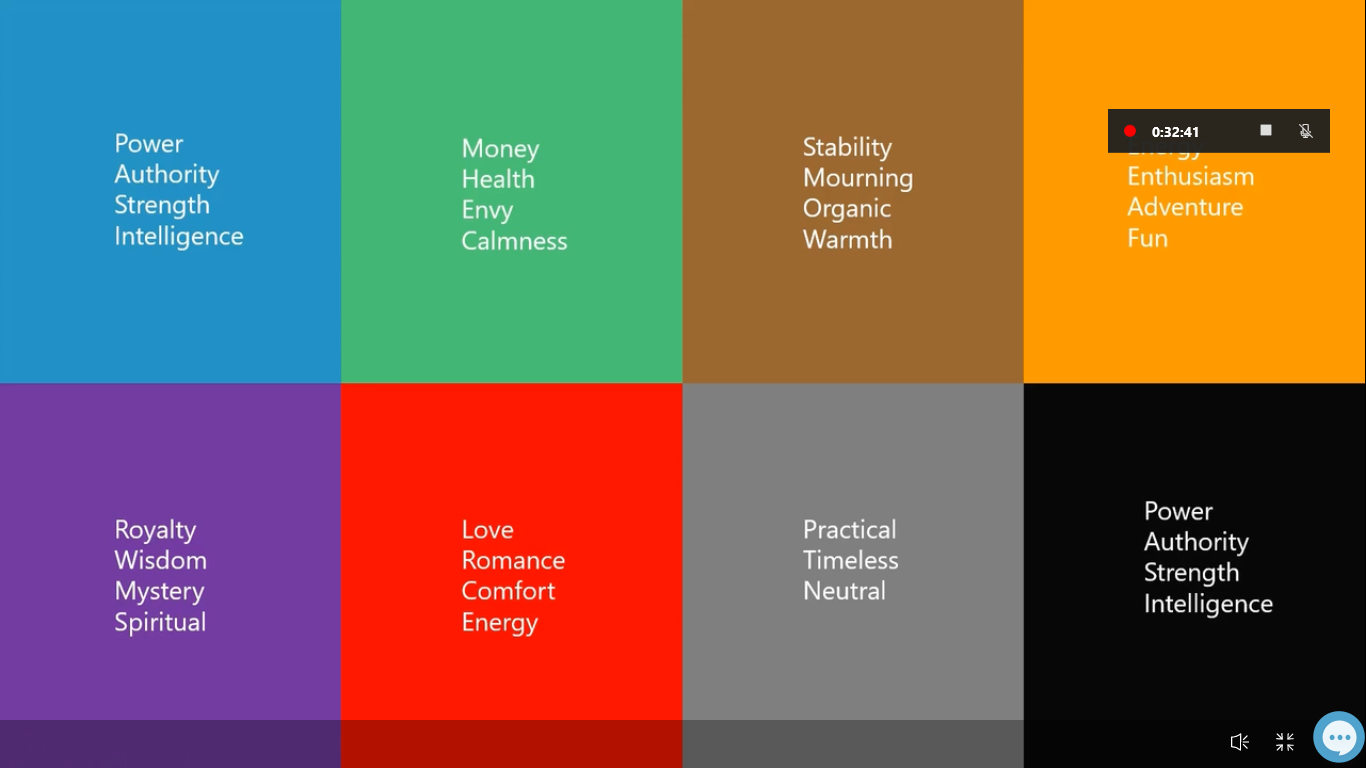 Power
Authority
Strength
Intelligence
Money
Health
Envy
Calmness
Stability
Mourning
Organic
Warmth
0:32:41
Energy
Enthusiasm
Adventure
Fun
Royalty
Wisdom
Mystery
Spiritual
Love
Romance
Comfort
Energy
Practical
Timeless
Neutral
Power
Authority
Strength
Intelligence